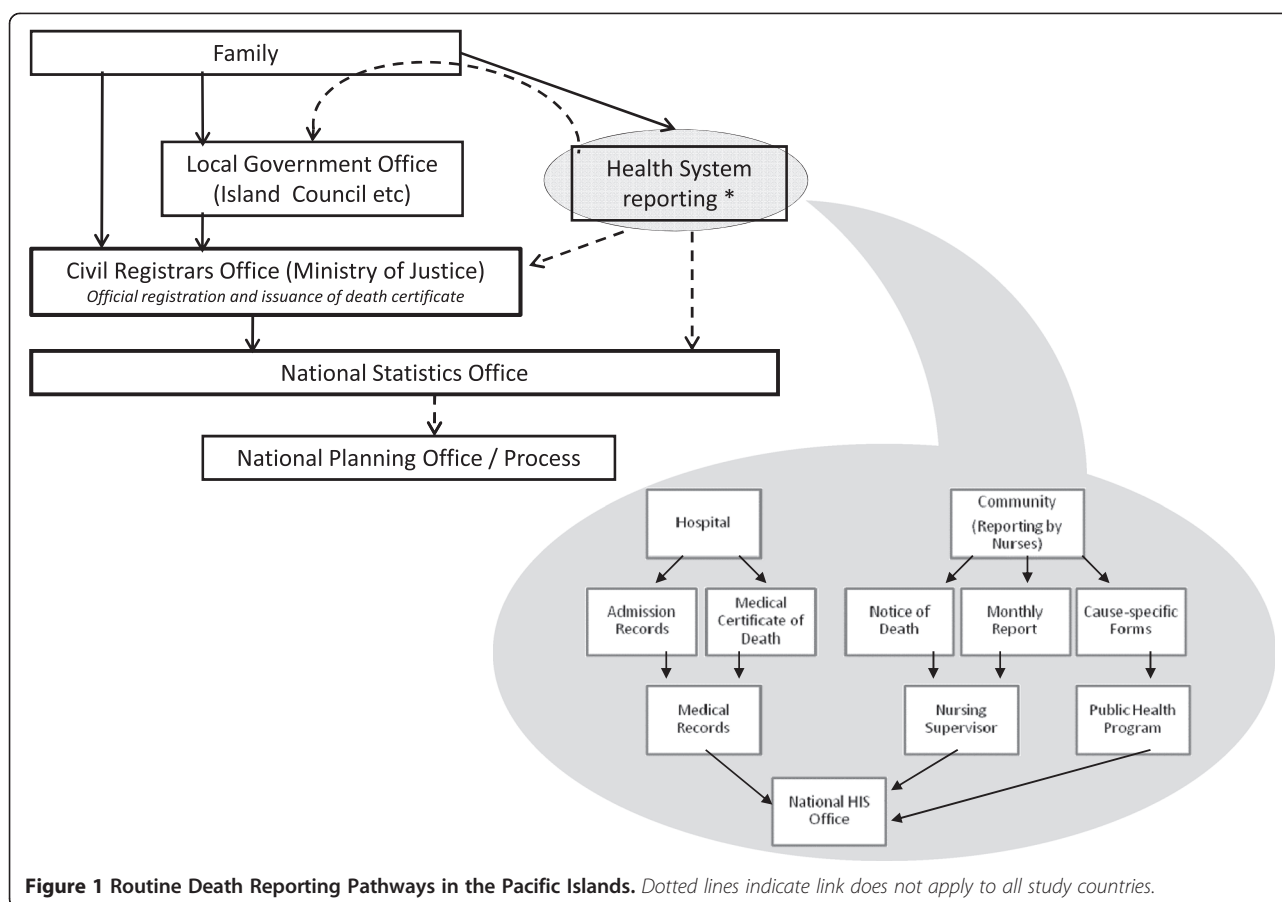 Family
Local Government Office
(Island Council etc)
Health System
reporting *
Civil Registrars Office (Ministry of Justice)
Official registration and issuance of death certificate
National Statistics Office
National Planning Office / Process
Hospital
Community
(Reporting by
Nurses)
Admission
Records
Medical
Certificate of
Death
Notice of
Death
Monthly
Report
Cause-specific
Forms
Medical
Records
Nursing
Supervisor
Public Health
Program
National HIS
Office
Figure 1 Routine Death Reporting Pathways in the Pacific Islands. Dotted lines indicate link does not apply to all study countries.